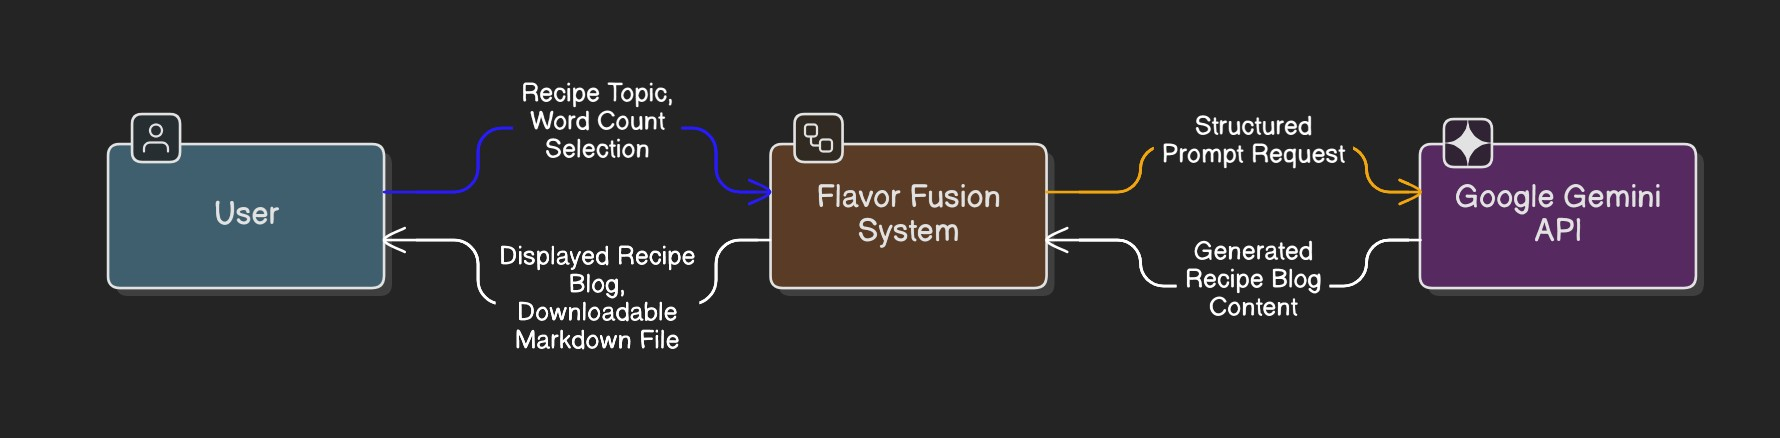 Recipe Topic,
Word Count
Selection
User
Displayed Recipe
Blog,
Downloadable
Markdown File
Flavor Fusion
System
Structured
Prompt Request
Generated
Recipe Blog
Content
Google Gemini
API